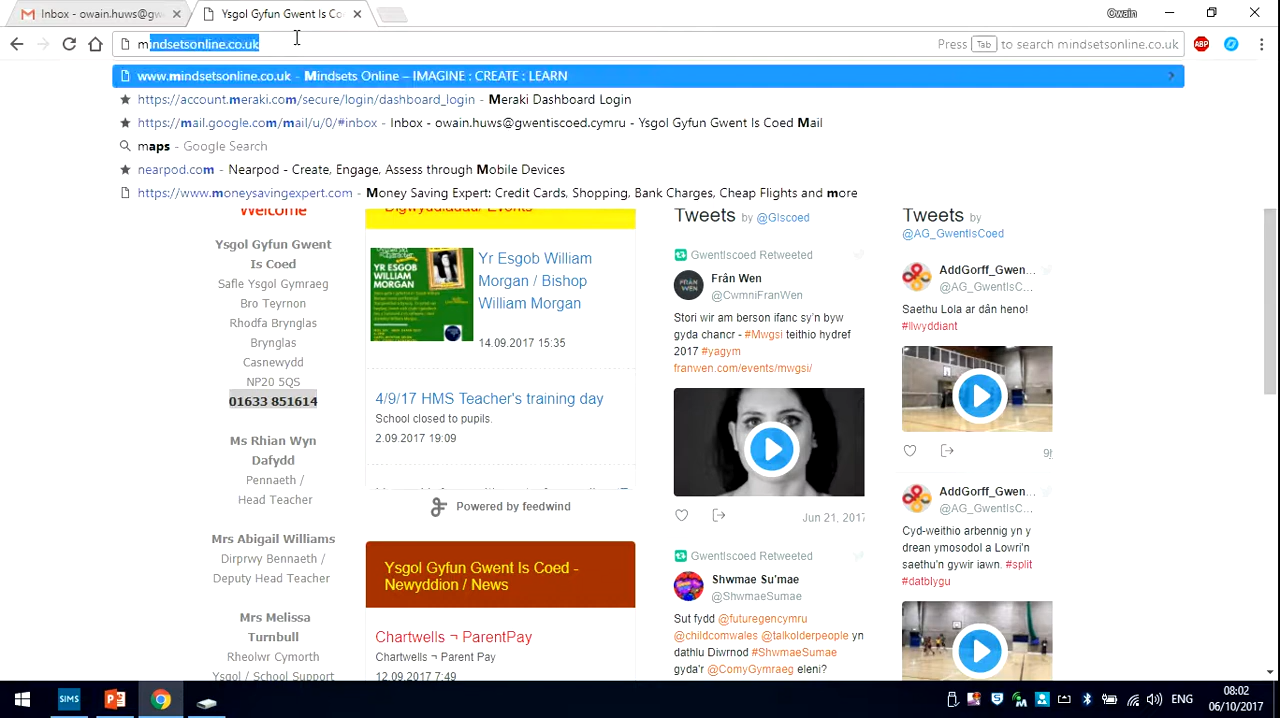 Inbox - owain.huws@gw
Ysgol Gyfun Gwent Is Co
Owain
mindsetsonline.co.uk
Press Tab to search mindsetsonline.co.uk
ABP
www.mindsetsonline.co.uk - Mindsets Online – IMAGINE : CREATE : LEARN
https://account.meraki.com/secure/login/dashboard_login - Meraki Dashboard Login
https://mail.google.com/mail/u/0/#inbox - Inbox - owain.huws@gwentiscoed.cymru - Ysgol Gyfun Gwent Is Coed Mail
maps - Google Search
nearpod.com - Nearpod - Create, Engage, Assess through Mobile Devices
https://www.moneysavingexpert.com - Money Saving Expert: Credit Cards, Shopping, Bank Charges, Cheap Flights and more
Welcome
Ysgol Gyfun Gwent
Is Coed
Safle Ysgol Gymraeg
Bro Teyrnon
Rhodfa Brynglas
Brynglas
Casnewydd
NP20 5QS
01633 851614
Ms Rhian Wyn
Dafydd
Pennaeth /
Head Teacher
Mrs Abigail Williams
Dirprwy Bennaeth /
Deputy Head Teacher
Mrs Melissa
Turnbull
Rheolwr Cymorth
Ysgol / School Support
Digwyddiadau/ Events
YR ESGOB
WILLIAM
MORGAN
Yr Esgob William
Morgan / Bishop
William Morgan
14.09.2017 15:35
4/9/17 HMS Teacher's training day
School closed to pupils.
2.09.2017 19:09
Powered by feedwind
Ysgol Gyfun Gwent Is Coed -
Newyddion / News
Chartwells ¬ ParentPay
Chartwells ¬ Parent Pay
12.09.2017 7:49
Tweets by @GIscoed
GwentIscoed Retweeted
FRÂN
WEN
Frân Wen
@CwmniFranWen
Stori wir am berson ifanc sy'n byw
gyda chancr - #Mwgsi teithio hydref
2017 #yagym
franwen.com/events/mwgsi/
Jun 21, 2017
GwentIscoed Retweeted
Shwmae Su'mae
@ShwmaeSumae
Sut fydd @futuregencymru
@childcomwales @talkolderpeople yn
dathlu Diwrnod #ShwmaeSumae
gyda'r @ComyGymraeg eleni?
Tweets by
@AG_GwentIsCoed
AddGorff_Gwen...
@AG_GwentIsC...
Saethu Lola ar dân heno!
#llwyddiant
9h
AddGorff_Gwen...
@AG_GwentIsC...
Cyd-weithio arbennig yn y
drean ymosodol a Lowri'n
saethu'n gywir iawn. #split
#datblygu
SIMS
ENG
08:02
06/10/2017